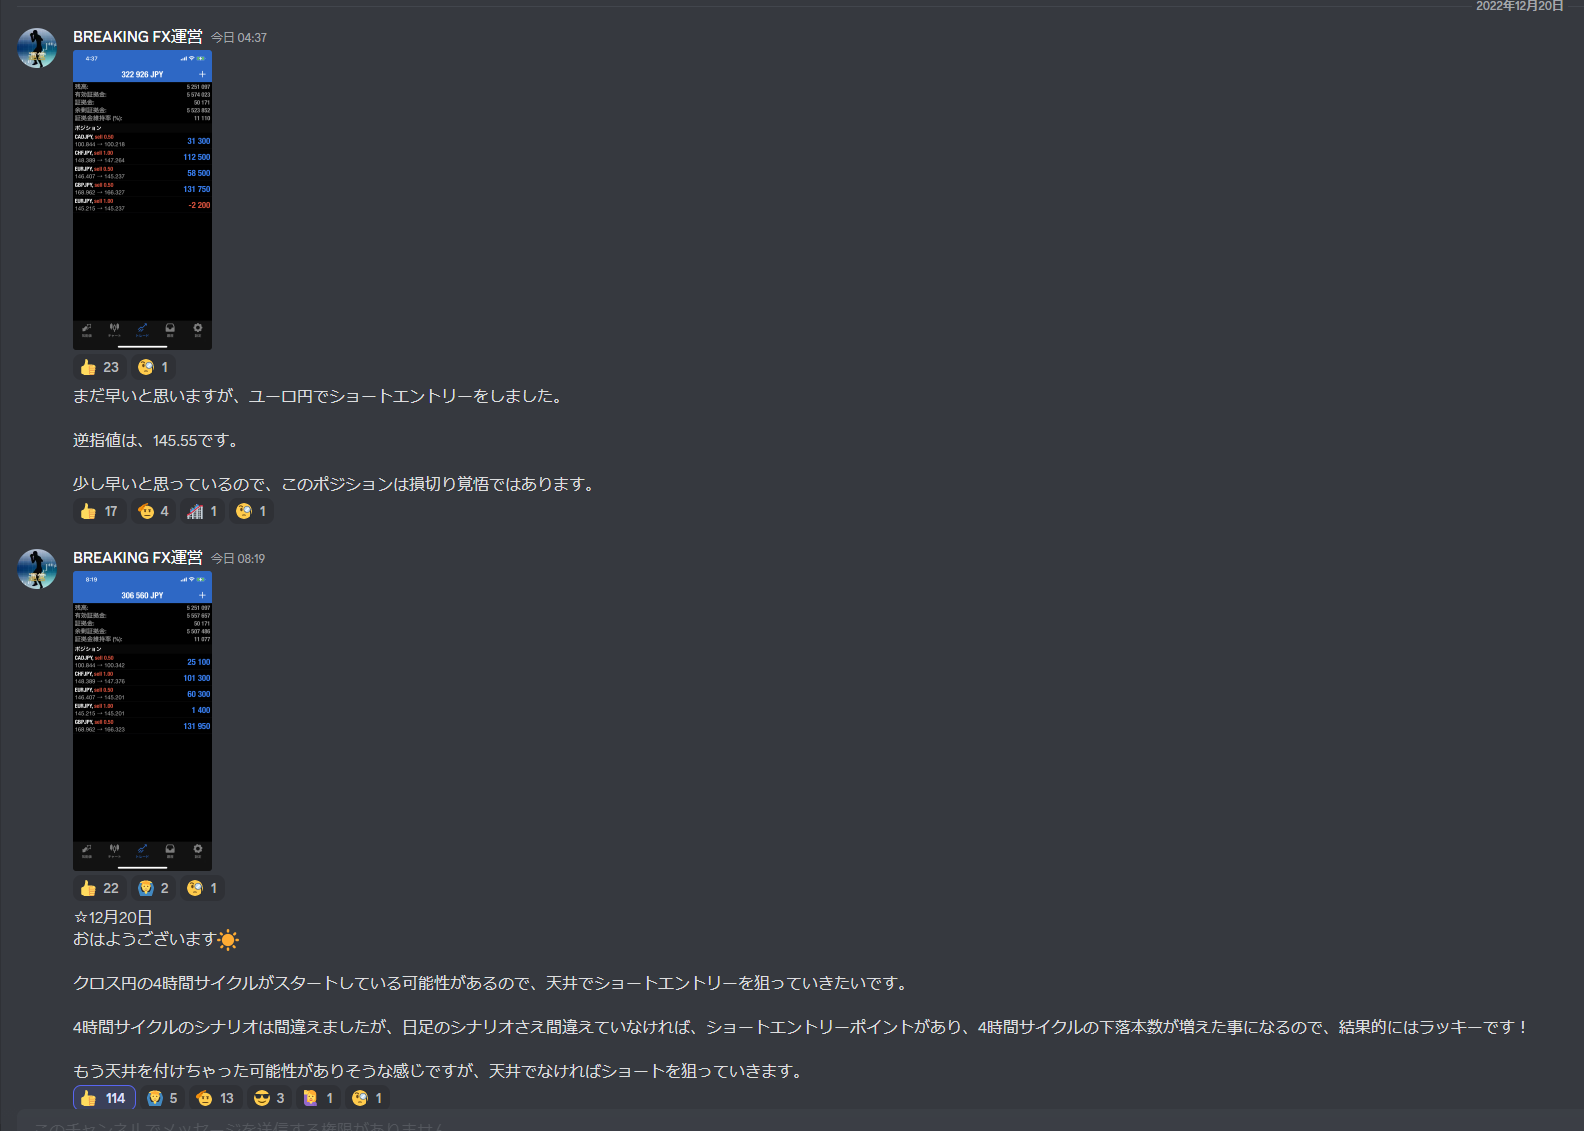 2022年12月20日
BREAKING FX運営 今日 04:37
4:37
322 926 JPY +
残高: 5 251 097
有効証拠金: 5 574 023
証拠金: 50 171
余剰証拠金: 5 523 852
証拠金維持率 (%): 11 110
ポジション
CADJPY, sell 0.50
100.844 → 100.218 31 300
CHFJPY, sell 1.00
148.389 → 147.264 112 500
EURJPY, sell 0.50
146.407 → 145.237 58 500
GBPJPY, sell 0.50
168.962 → 166.327 131 750
EURJPY, sell 1.00
145.215 → 145.237 -2 200
👍 23 🧐 1
まだ早いと思いますが、ユーロ円でショートエントリーをしました。
逆指値は、145.55です。
少し早いと思っているので、このポジションは損切り覚悟ではあります。
👍 17 🫡 4 1 🧐 1
BREAKING FX運営 今日 08:19
8:19
306 560 JPY +
残高: 5 251 097
有効証拠金: 5 557 657
証拠金: 50 171
余剰証拠金: 5 507 486
証拠金維持率 (%): 11 077
ポジション
CADJPY, sell 0.50
100.844 → 100.342 25 100
CHFJPY, sell 1.00
148.389 → 147.376 101 300
EURJPY, sell 0.50
146.407 → 145.201 60 300
EURJPY, sell 1.00
145.215 → 145.201 1 400
GBPJPY, sell 0.50
168.962 → 166.323 131 950
👍 22 2 🧐 1
☆12月20日
おはようございます☀️
クロス円の4時間サイクルがスタートしている可能性があるので、天井でショートエントリーを狙っていきたいです。
4時間サイクルのシナリオは間違えましたが、日足のシナリオさえ間違えていなければ、ショートエントリーポイントがあり、4時間サイクルの下落本数が増えた事になるので、結果的にはラッキーです！
もう天井を付けちゃった可能性がありそうな感じですが、天井でなければショートを狙っていきます。
👍 114 5 🫡 13 😎 3 1 🧐 1
このチャンネルでメッセージを送信する権限がありません